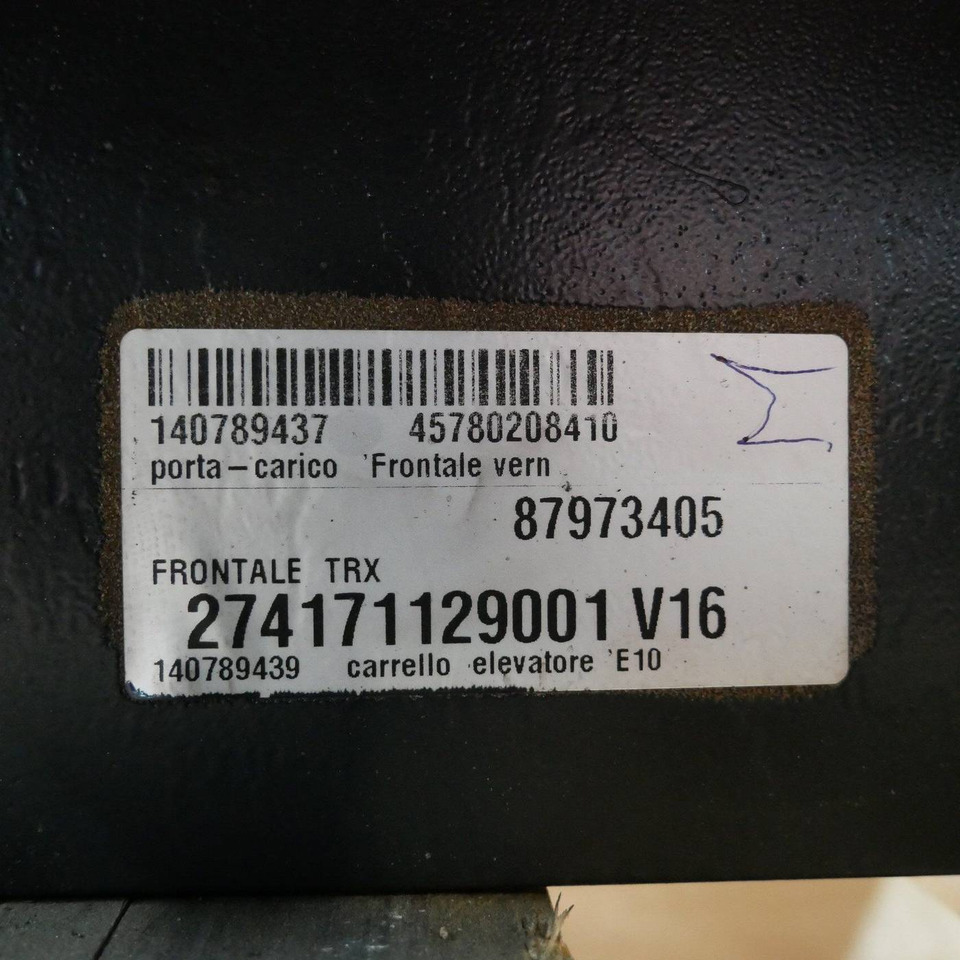 140789437 45780208410
porta-carico 'Frontale vern
87973405
FRONTALE TRX
274171129001 V16
140789439 carrello elevatore 'E10